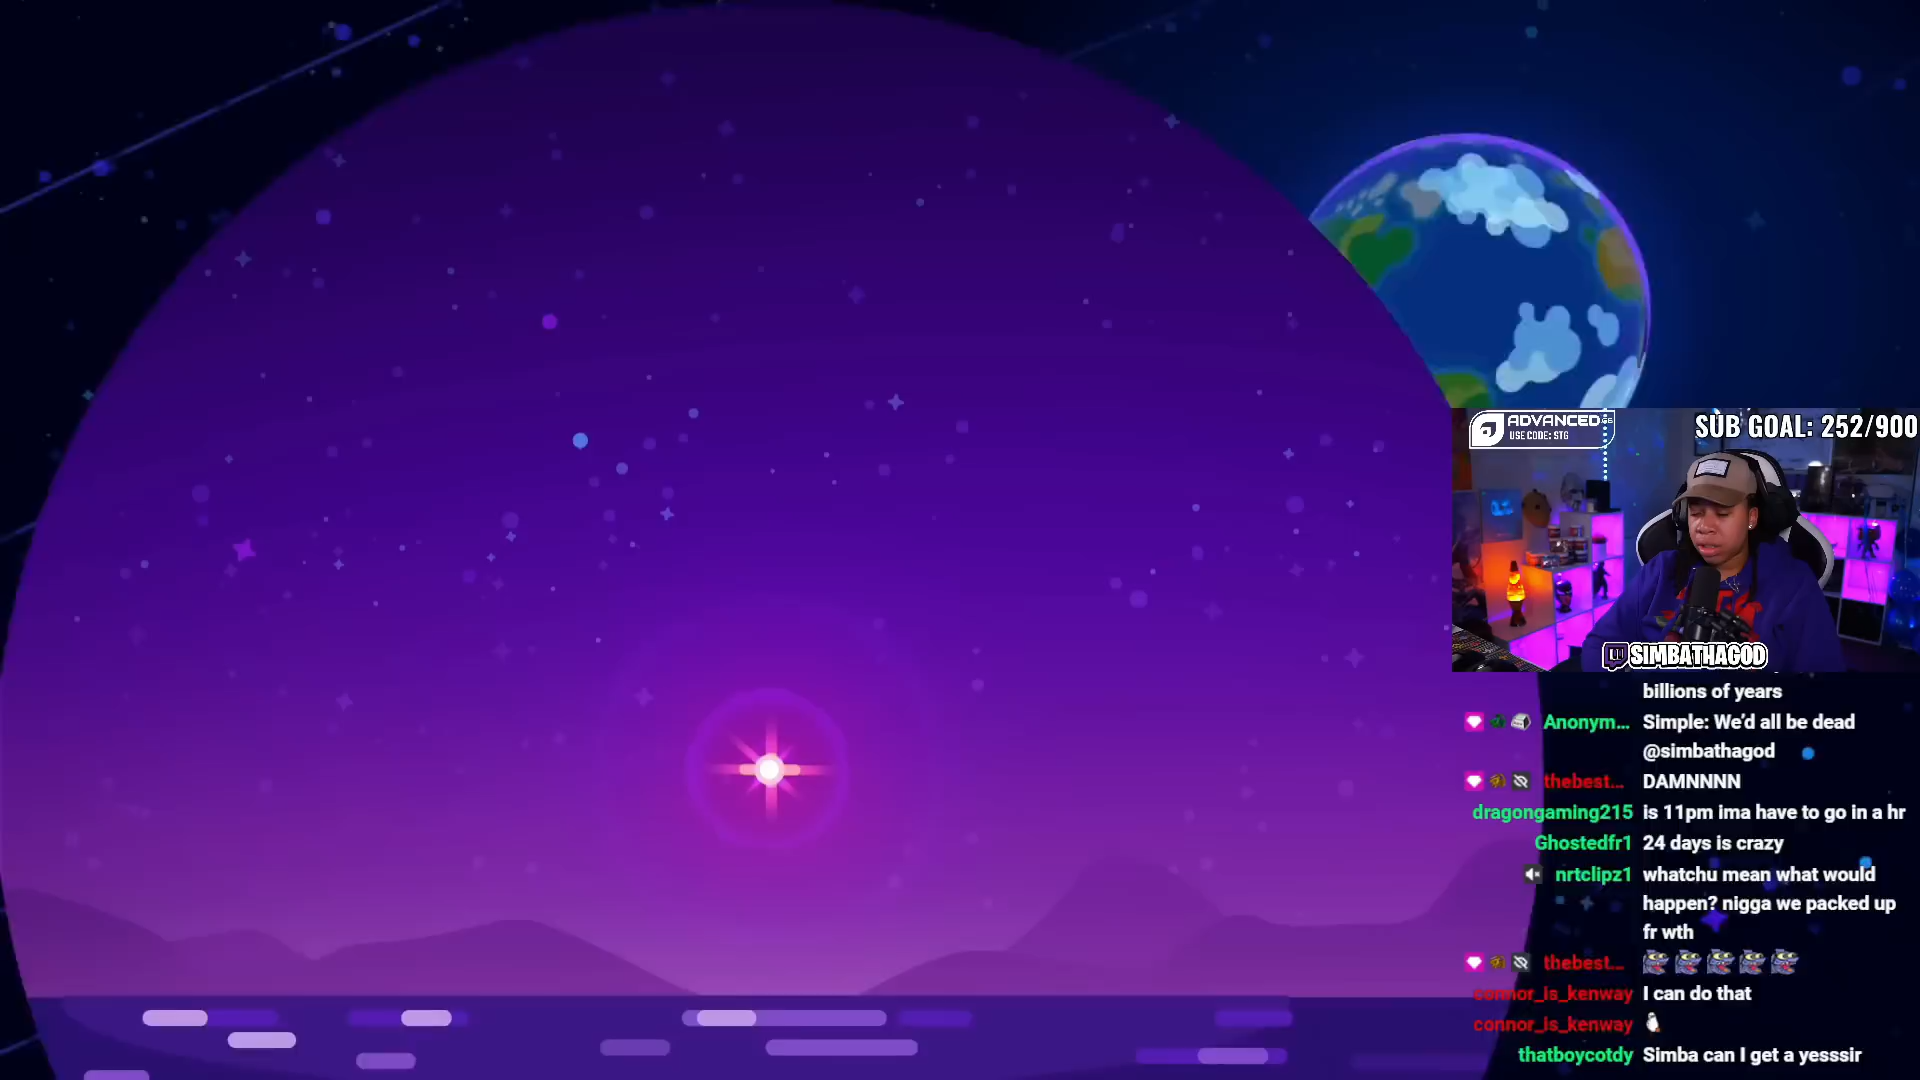 ADVANCED GG
USE CODE: STG
SUB GOAL: 252/900
SIMBATHAGOD
billions of years
Anonym... Simple: We'd all be dead
@simbathagod
thebest... DAMNNNN
dragongaming215 is 11pm ima have to go in a hr
Ghostedfr1 24 days is crazy
nrtclipz1 whatchu mean what would
happen? nigga we packed up
fr wth
thebest...
connor_is_kenway I can do that
connor_is_kenway
thatboycotdy Simba can I get a yesssir